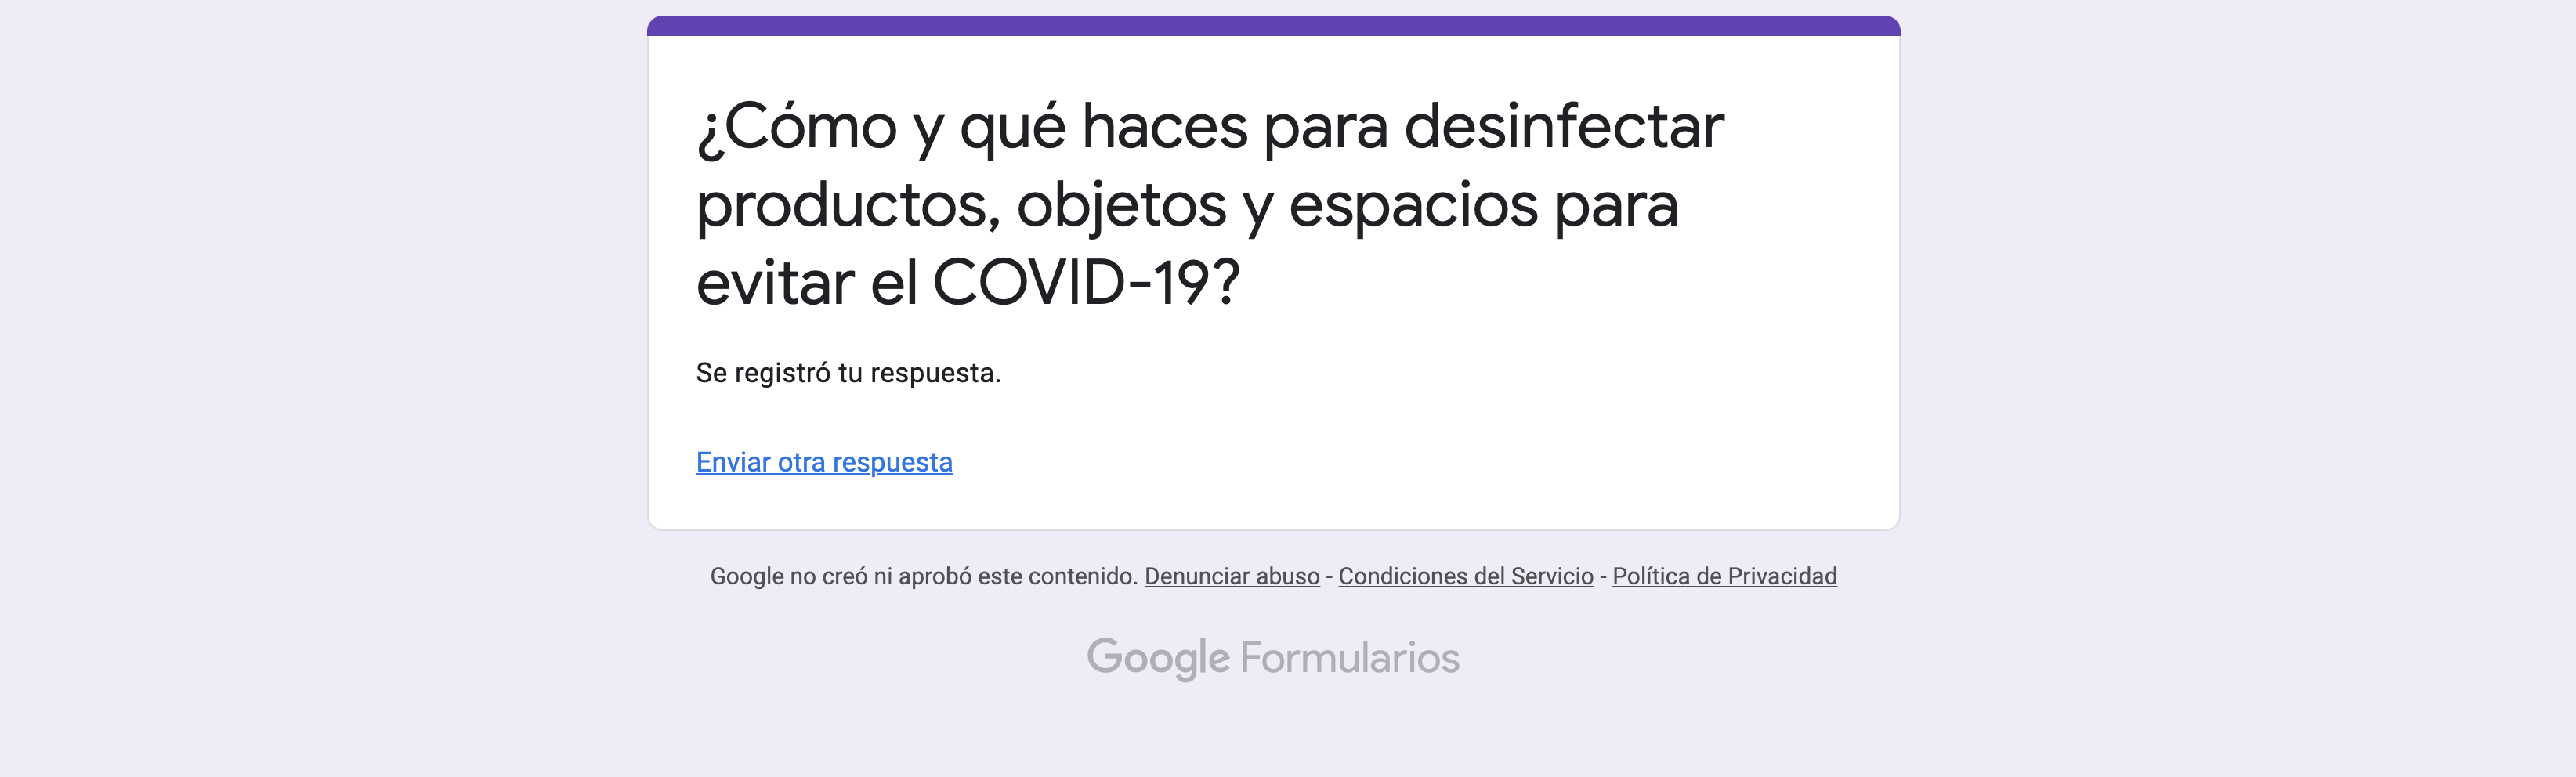 ¿Cómo y qué haces para desinfectar
productos, objetos y espacios para
evitar el COVID-19?
Se registró tu respuesta.
Enviar otra respuesta
Google no creó ni aprobó este contenido. Denunciar abuso - Condiciones del Servicio - Política de Privacidad
Google Formularios